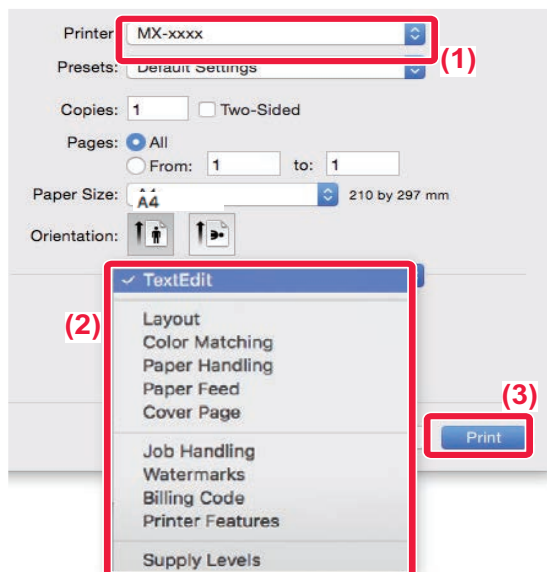 Printer: MX-xxxx
(1)
Presets: Default Settings
Copies: 1 Two-Sided
Pages: All
From: 1 to: 1
Paper Size: A4 210 by 297 mm
Orientation:
TextEdit
(2)
Layout
Color Matching
Paper Handling
Paper Feed
Cover Page
(3)
Print
Job Handling
Watermarks
Billing Code
Printer Features
Supply Levels